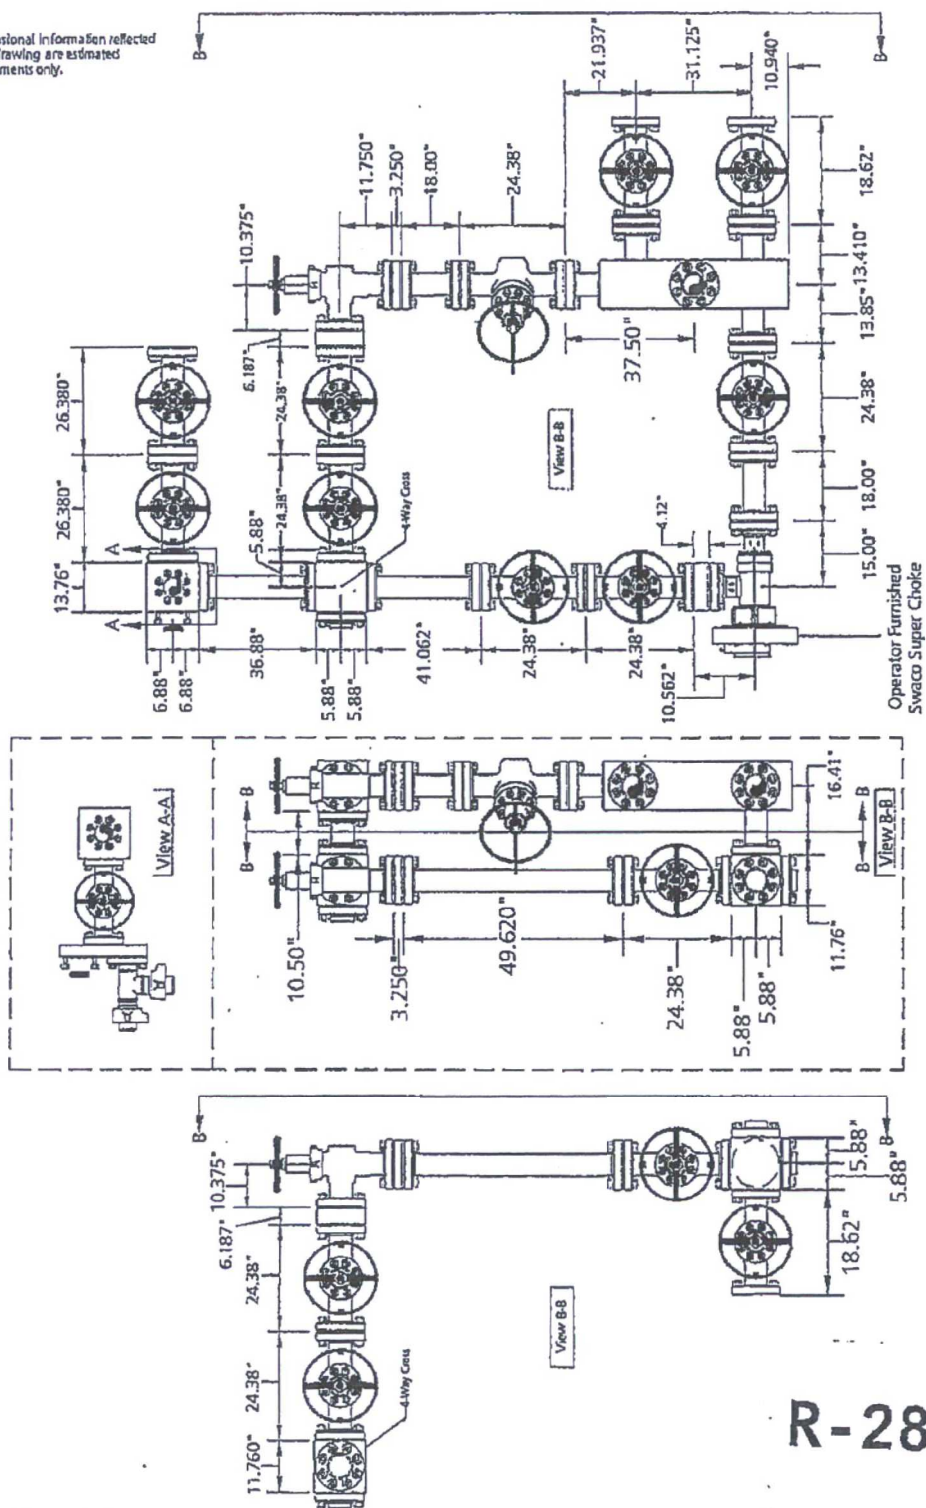 sional information reflected
rawing are estimated
ments only.
B
B
21.937"
31.125"
10.940"
11.750"
3.250"
18.00"
24.38"
10.375"
18.62"
13.410"
13.85"
37.50"
6.187"
26.380"
24.38"
24.38"
View B-B
26.380"
24.38"
18.00"
A
5.88"
4-Way Cross
4.12"
13.76"
15.00"
A
6.88"
6.88"
36.88"
5.88"
5.88"
41.062"
24.38"
24.38"
10.562"
Operator Furnished
Swaco Super Choke
View A-A
B
B
B
B
View B-B
16.41"
10.50"
3.250"
49.620"
24.38"
11.76"
5.88"
5.88"
B
B
10.375"
6.187"
24.38"
24.38"
11.760"
4-Way Cross
View B-B
5.88"
5.88"
18.62"
R-28